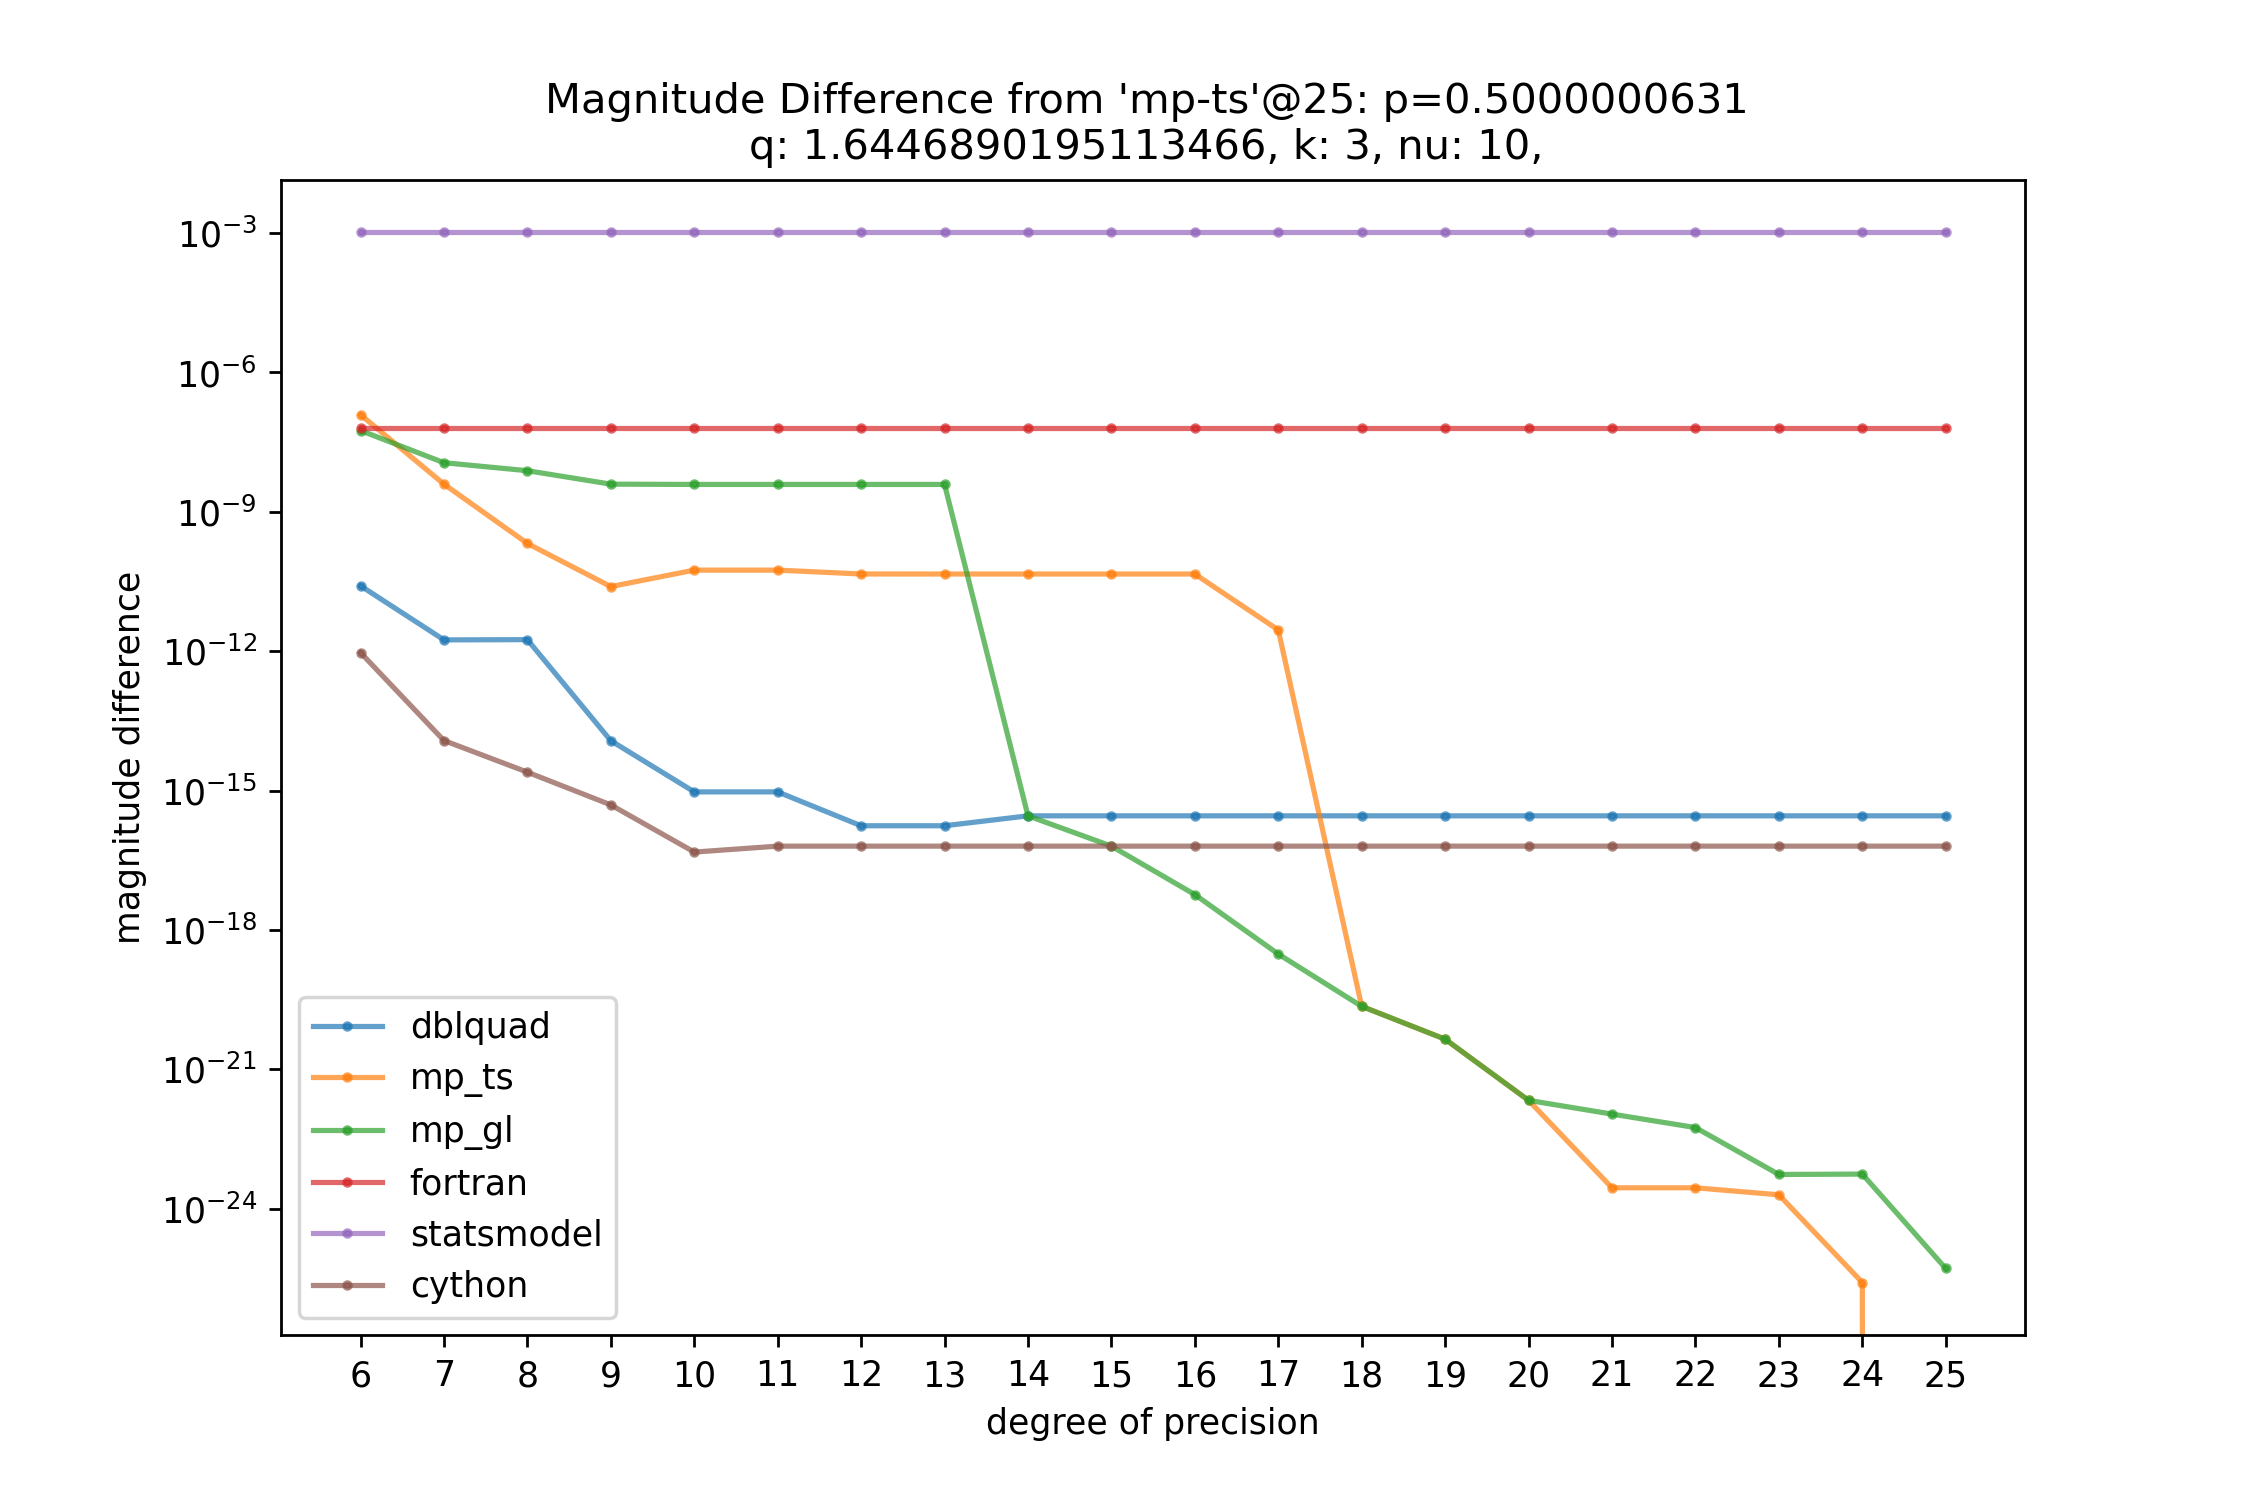 Magnitude Difference from 'mp-ts'@25: p=0.5000000631
q: 1.6446890195113466, k: 3, nu: 10,
magnitude difference
10⁻³
10⁻⁶
10⁻⁹
10⁻¹²
10⁻¹⁵
10⁻¹⁸
10⁻²¹
10⁻²⁴
dblquad
mp_ts
mp_gl
fortran
statsmodel
cython
6 7 8 9 10 11 12 13 14 15 16 17 18 19 20 21 22 23 24 25
degree of precision